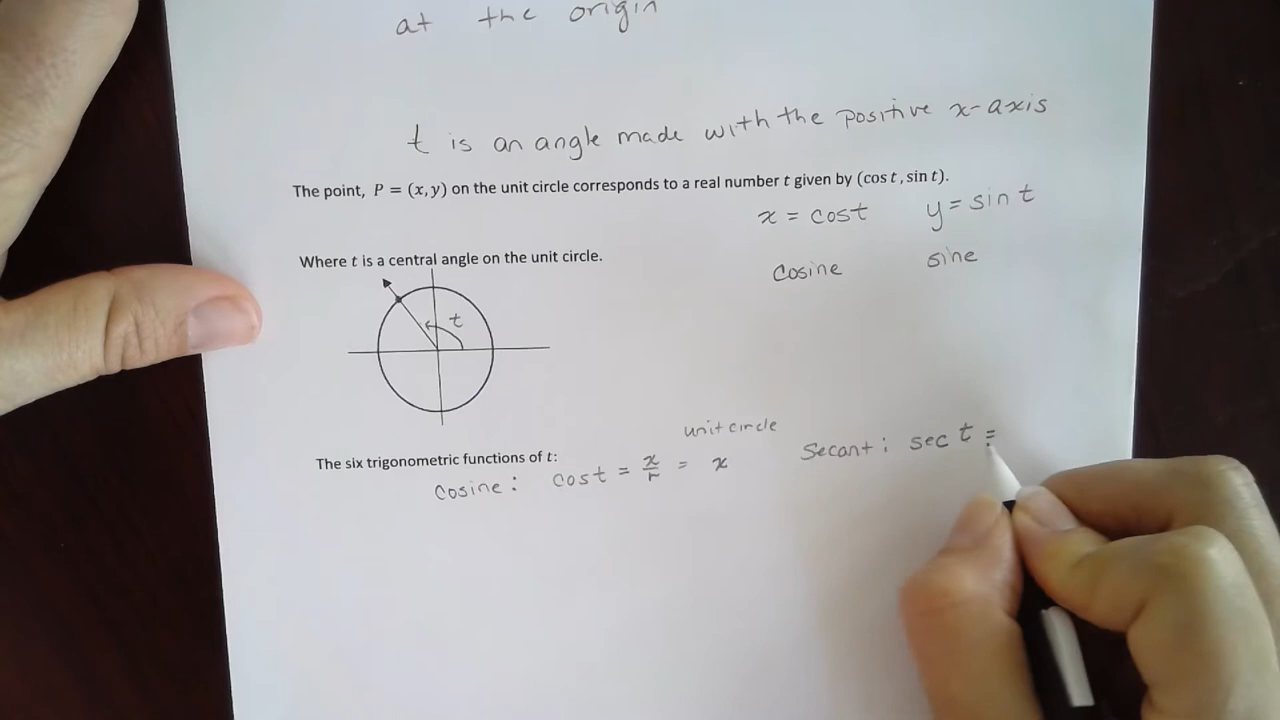 at the origin
t is an angle made with the positive x-axis
The point, P = (x, y) on the unit circle corresponds to a real number t given by (cos t, sin t).
x = cost y = sin t
Where t is a central angle on the unit circle.
cosine sine
t
unit circle
The six trigonometric functions of t:
cosine: cost = x/r = x secant: sec t =